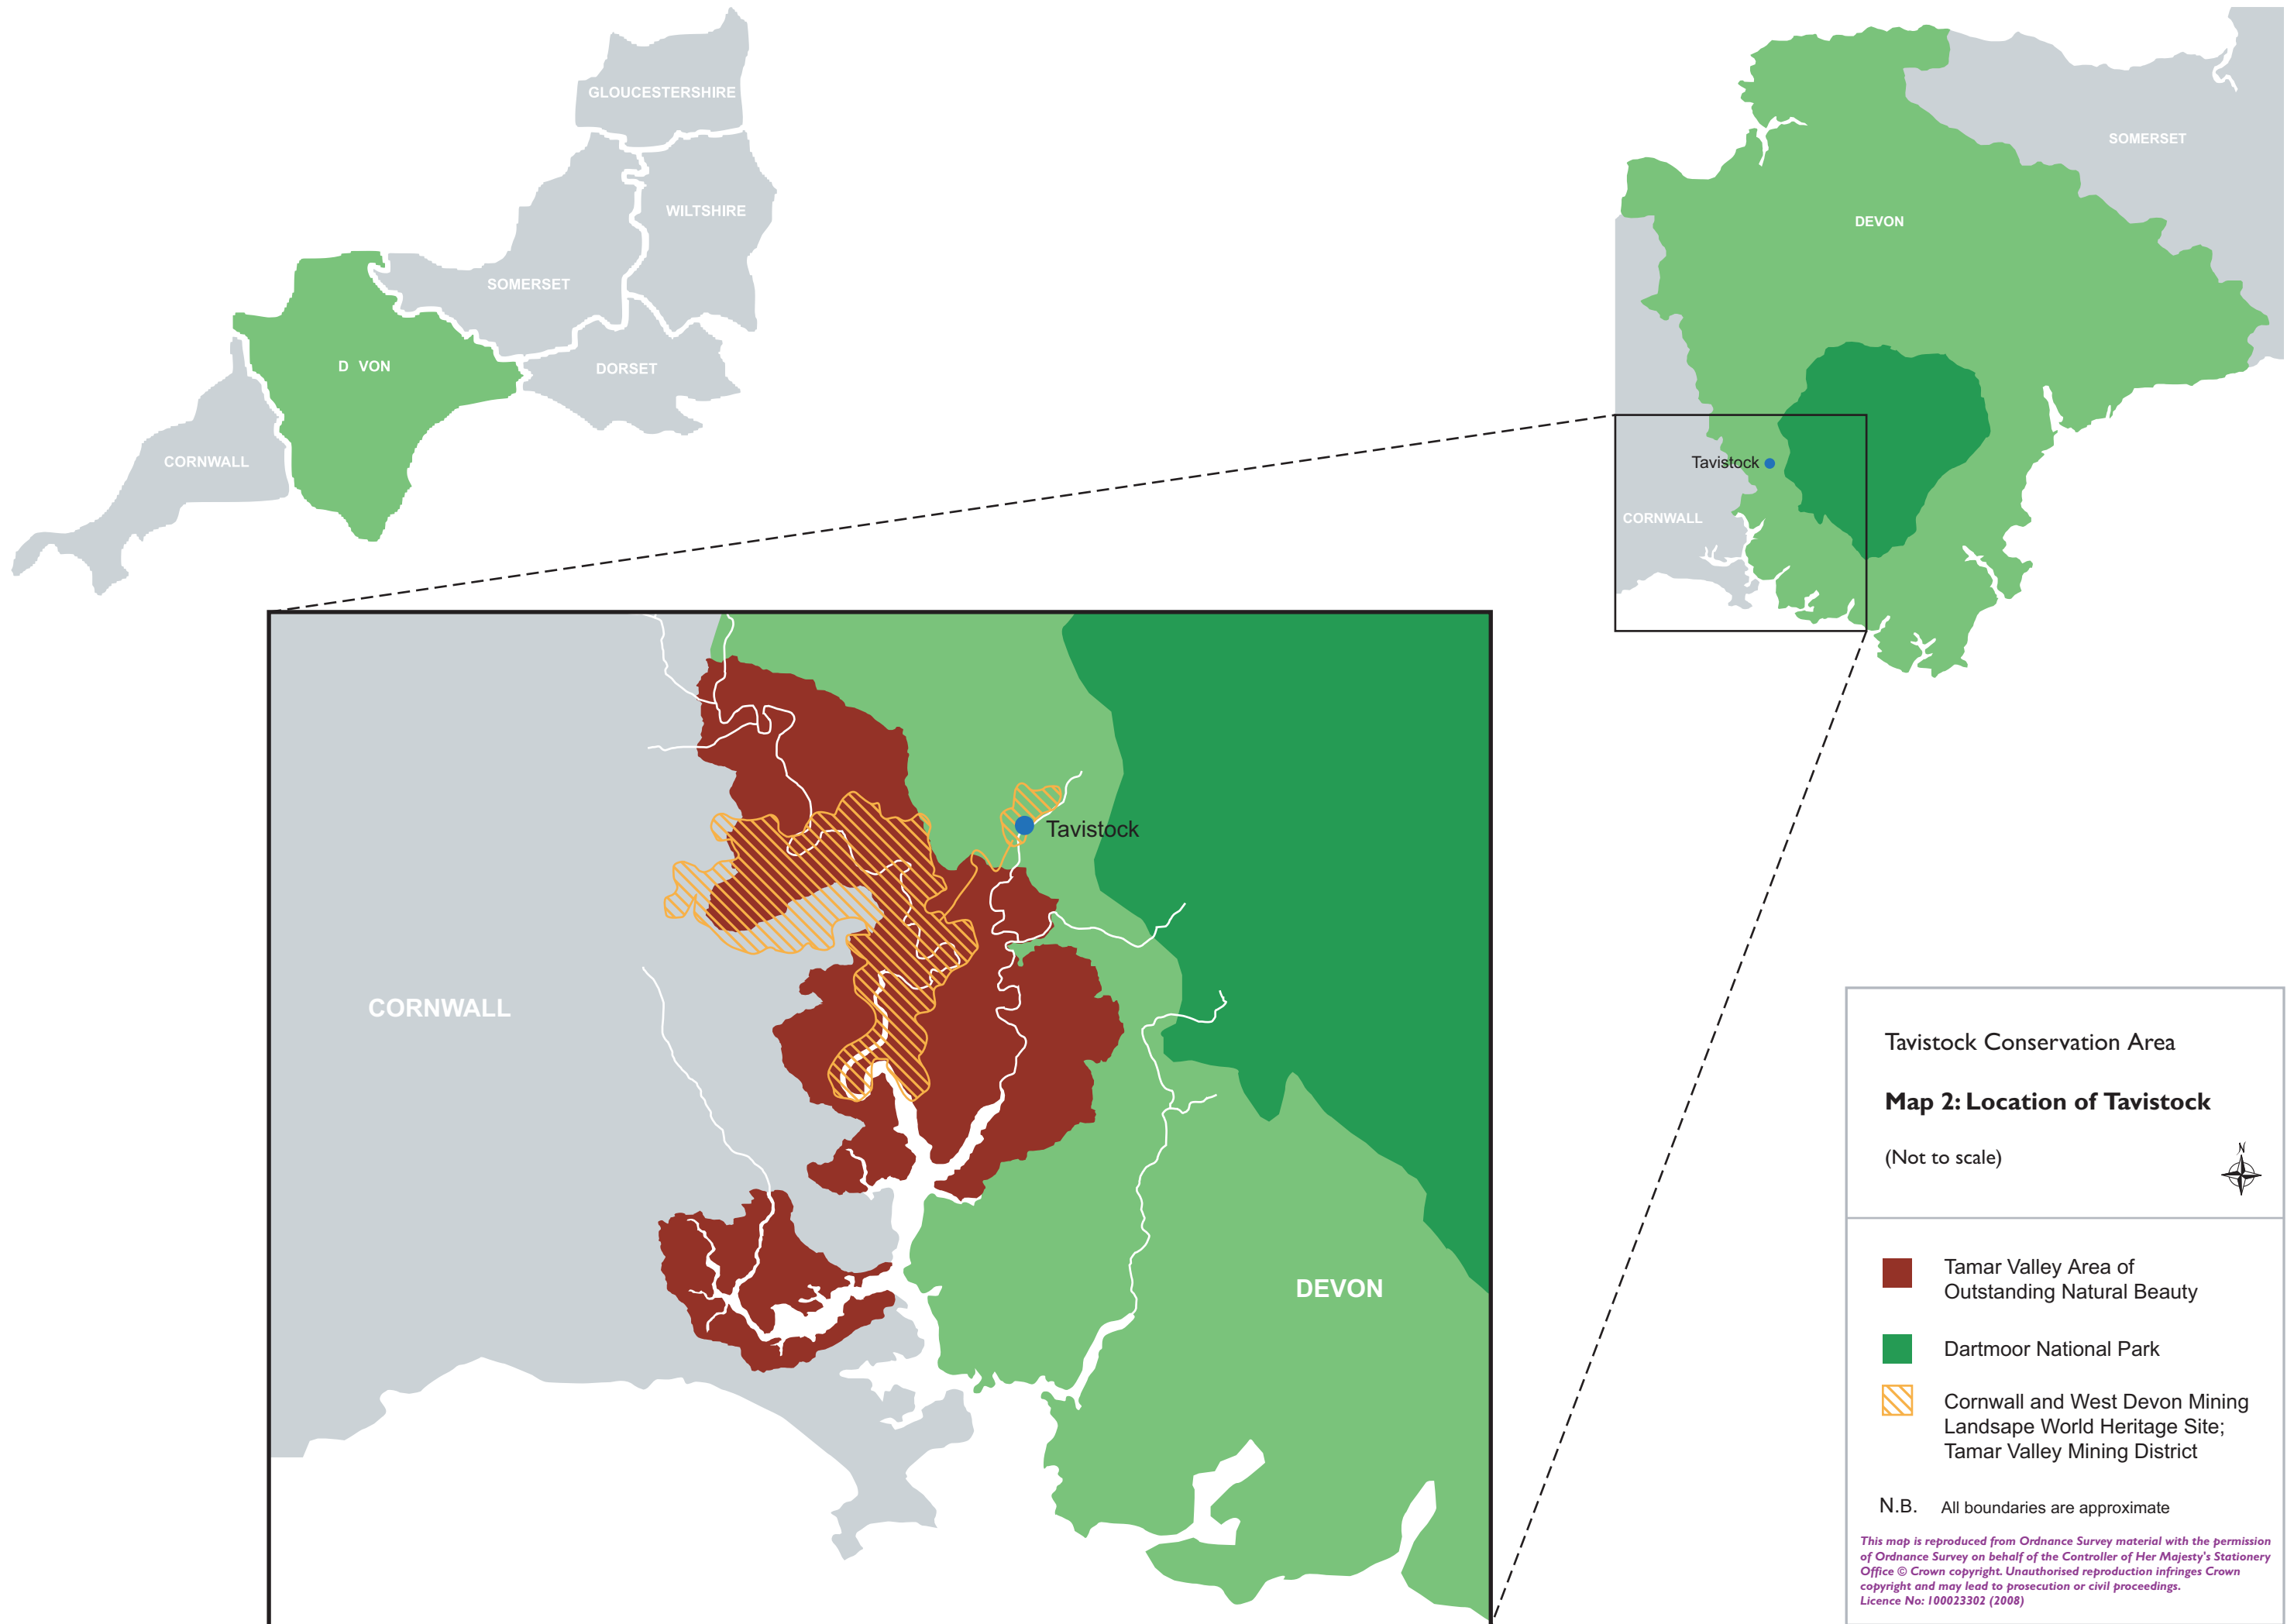 GLOUCESTERSHIRE
WILTSHIRE
SOMERSET
D VON
DORSET
CORNWALL
SOMERSET
DEVON
Tavistock
CORNWALL
Tavistock
CORNWALL
DEVON
Tavistock Conservation Area
Map 2: Location of Tavistock
(Not to scale)
N
Tamar Valley Area of
Outstanding Natural Beauty
Dartmoor National Park
Cornwall and West Devon Mining
Landsape World Heritage Site;
Tamar Valley Mining District
N.B. All boundaries are approximate
This map is reproduced from Ordnance Survey material with the permission
of Ordnance Survey on behalf of the Controller of Her Majesty's Stationery
Office © Crown copyright. Unauthorised reproduction infringes Crown
copyright and may lead to prosecution or civil proceedings.
Licence No: 100023302 (2008)